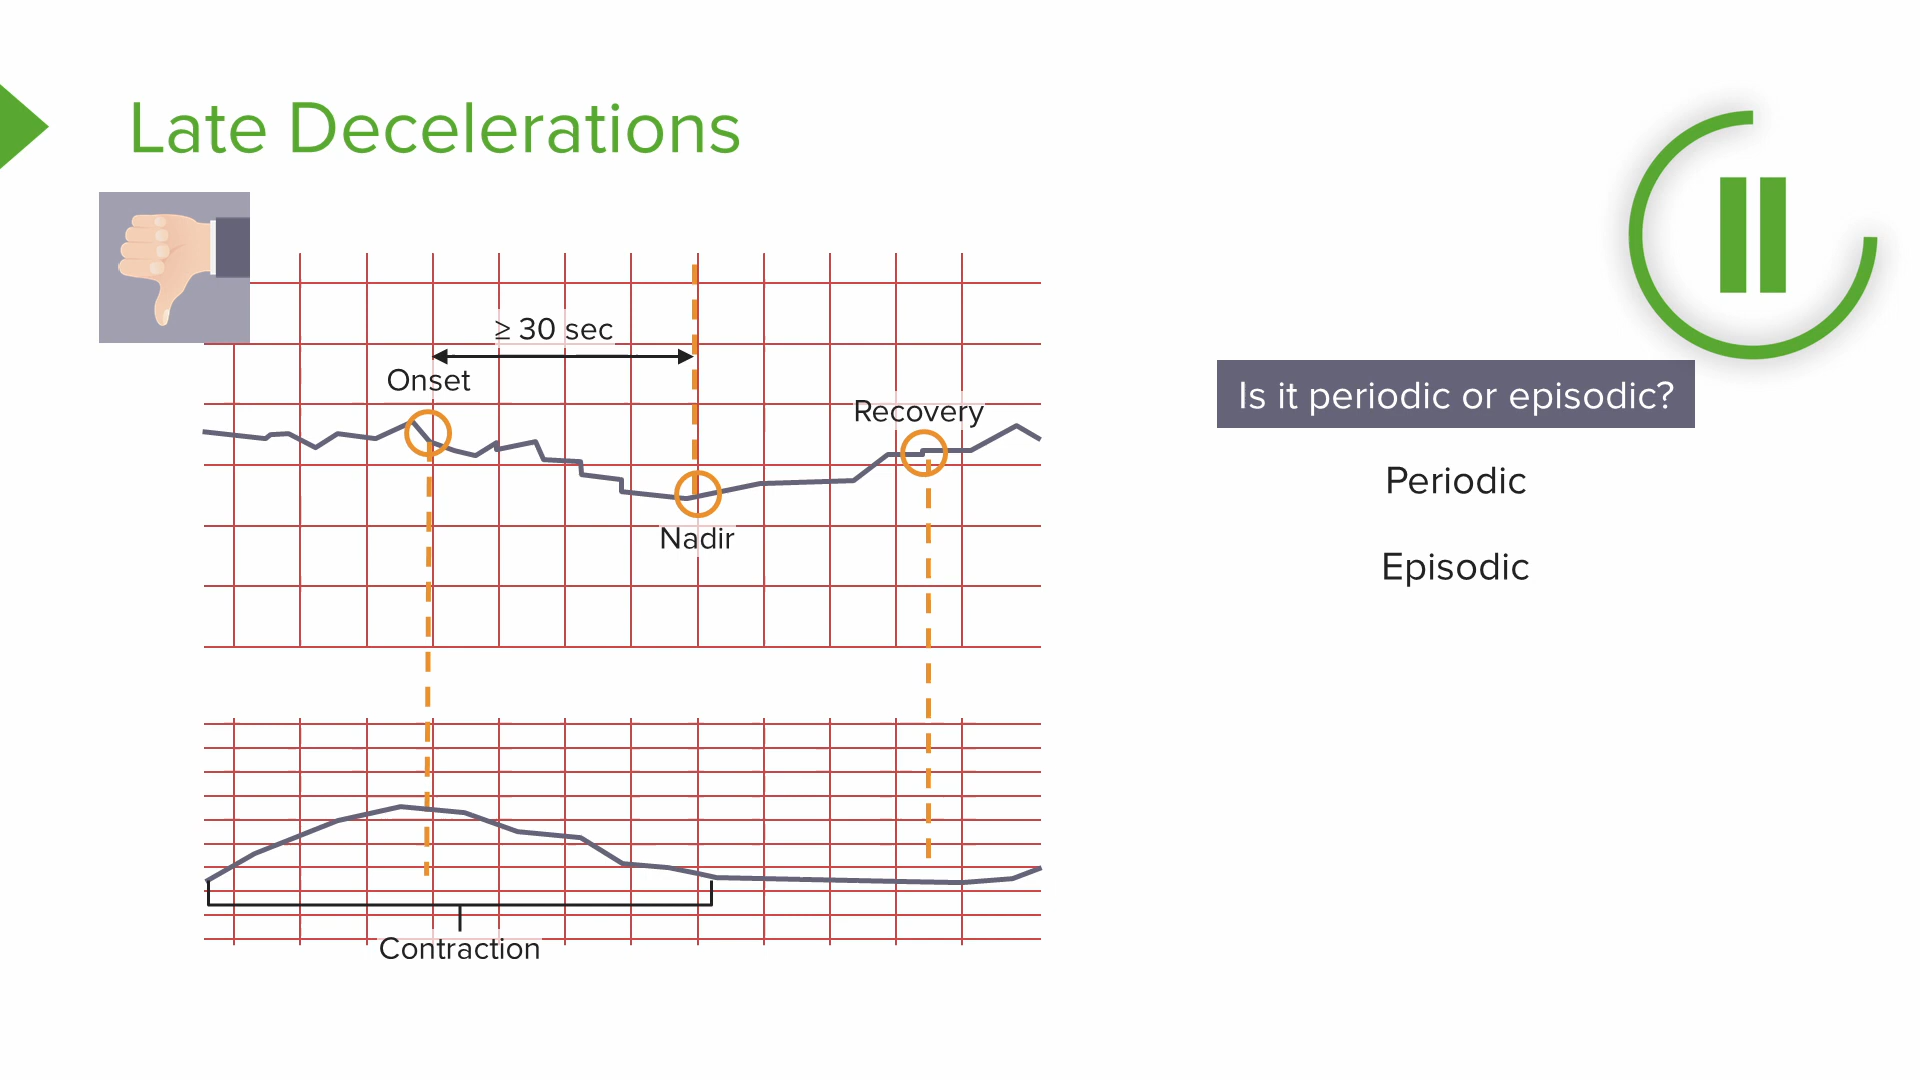 Late Decelerations
≥ 30 sec
Onset
Recovery
Nadir
Contraction
Is it periodic or episodic?
Periodic
Episodic